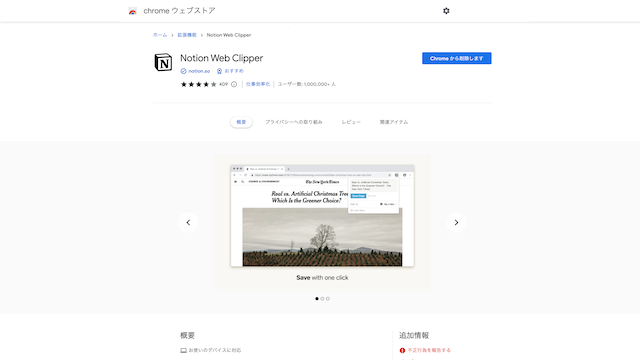 chrome ウェブストア
ホーム > 拡張機能 > Notion Web Clipper
Notion Web Clipper
Chrome から削除します
notion.so おすすめ
409 仕事効率化 ユーザー数: 1,000,000+ 人
概要 プライバシーへの取り組み レビュー 関連アイテム
The New York Times
Real vs. Artificial Christmas Tree
Which Is the Greener Choice?
Save with one click
概要
お使いのデバイスに対応
追加情報
不正行為を報告する